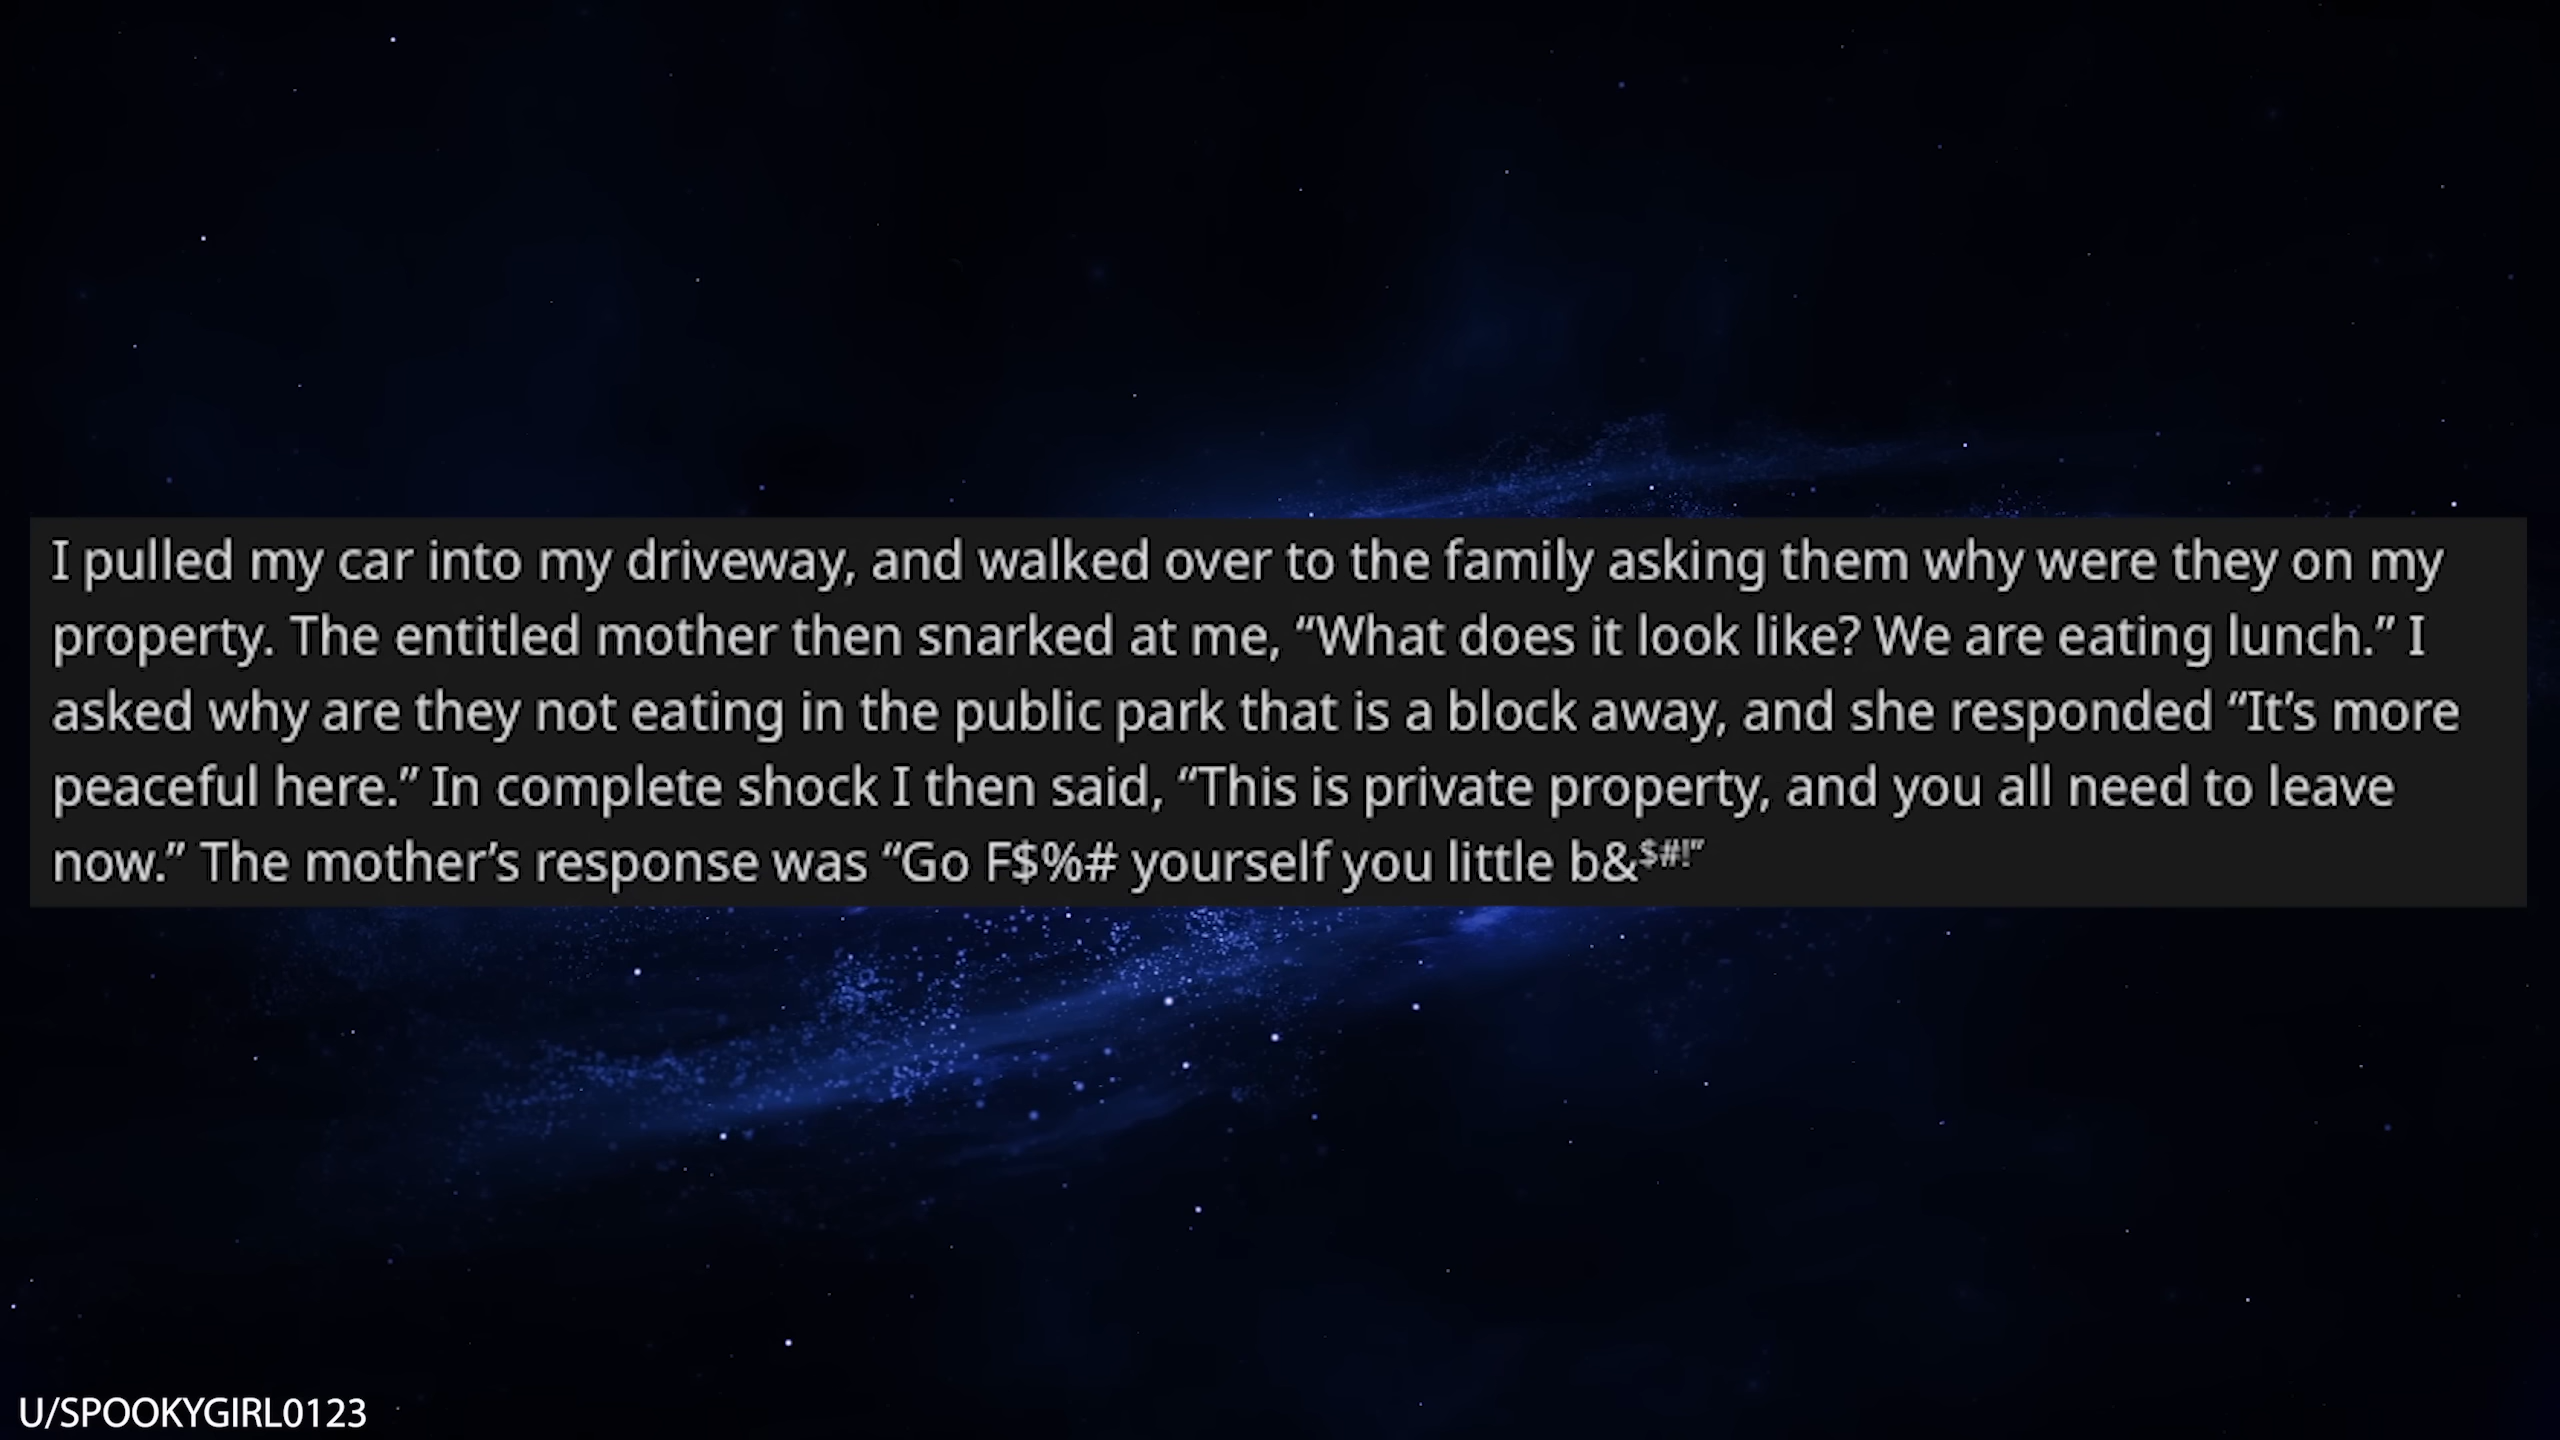 I pulled my car into my driveway, and walked over to the family asking them why were they on my
property. The entitled mother then snarked at me, “What does it look like? We are eating lunch.” I
asked why are they not eating in the public park that is a block away, and she responded “It’s more
peaceful here.” In complete shock I then said, “This is private property, and you all need to leave
now.” The mother’s response was “Go F$%# yourself you little b&$#!”
U/SPOOKYGIRL0123